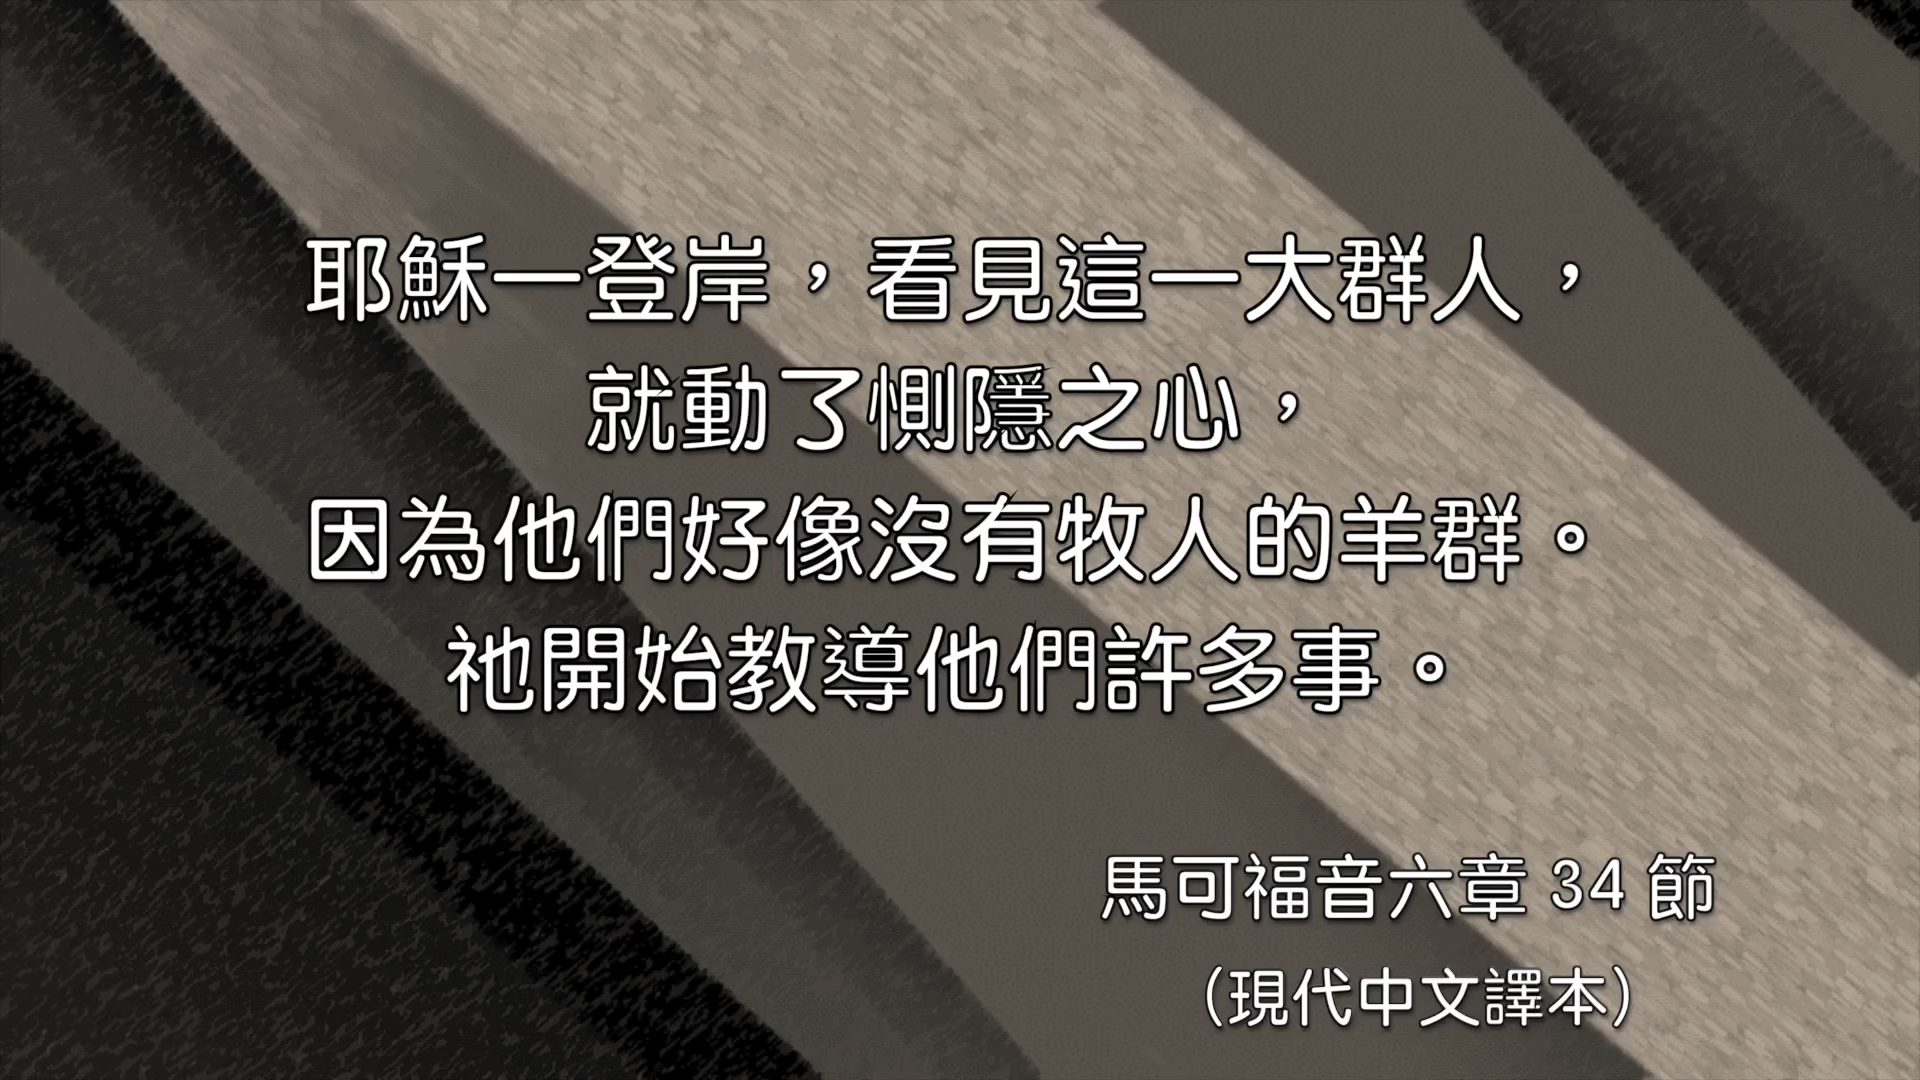 耶穌一登岸，看見這一大群人，
就動了惻隱之心，
因為他們好像沒有牧人的羊群。
祂開始教導他們許多事。
馬可福音六章 34 節
（現代中文譯本）